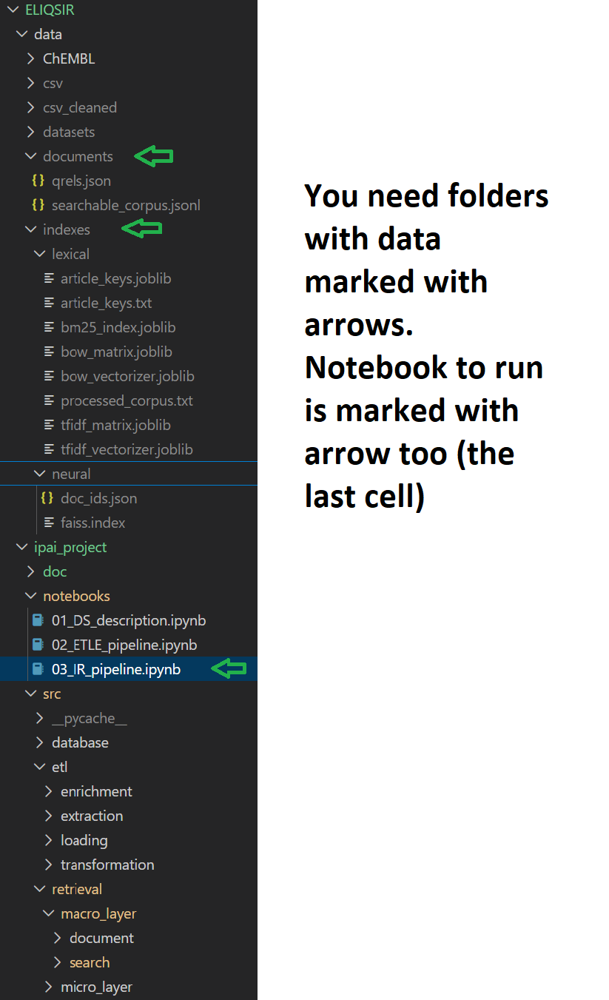 ELIQSIR
data
ChEMBL
csv
csv_cleaned
datasets
documents
qrels.json
searchable_corpus.jsonl
indexes
lexical
article_keys.joblib
article_keys.txt
bm25_index.joblib
bow_matrix.joblib
bow_vectorizer.joblib
processed_corpus.txt
tfidf_matrix.joblib
tfidf_vectorizer.joblib
neural
doc_ids.json
faiss.index
ipai_project
doc
notebooks
01_DS_description.ipynb
02_ETLE_pipeline.ipynb
03_IR_pipeline.ipynb
src
__pycache__
database
etl
enrichment
extraction
loading
transformation
retrieval
macro_layer
document
search
micro_layer
You need folders
with data
marked with
arrows.
Notebook to run
is marked with
arrow too (the
last cell)